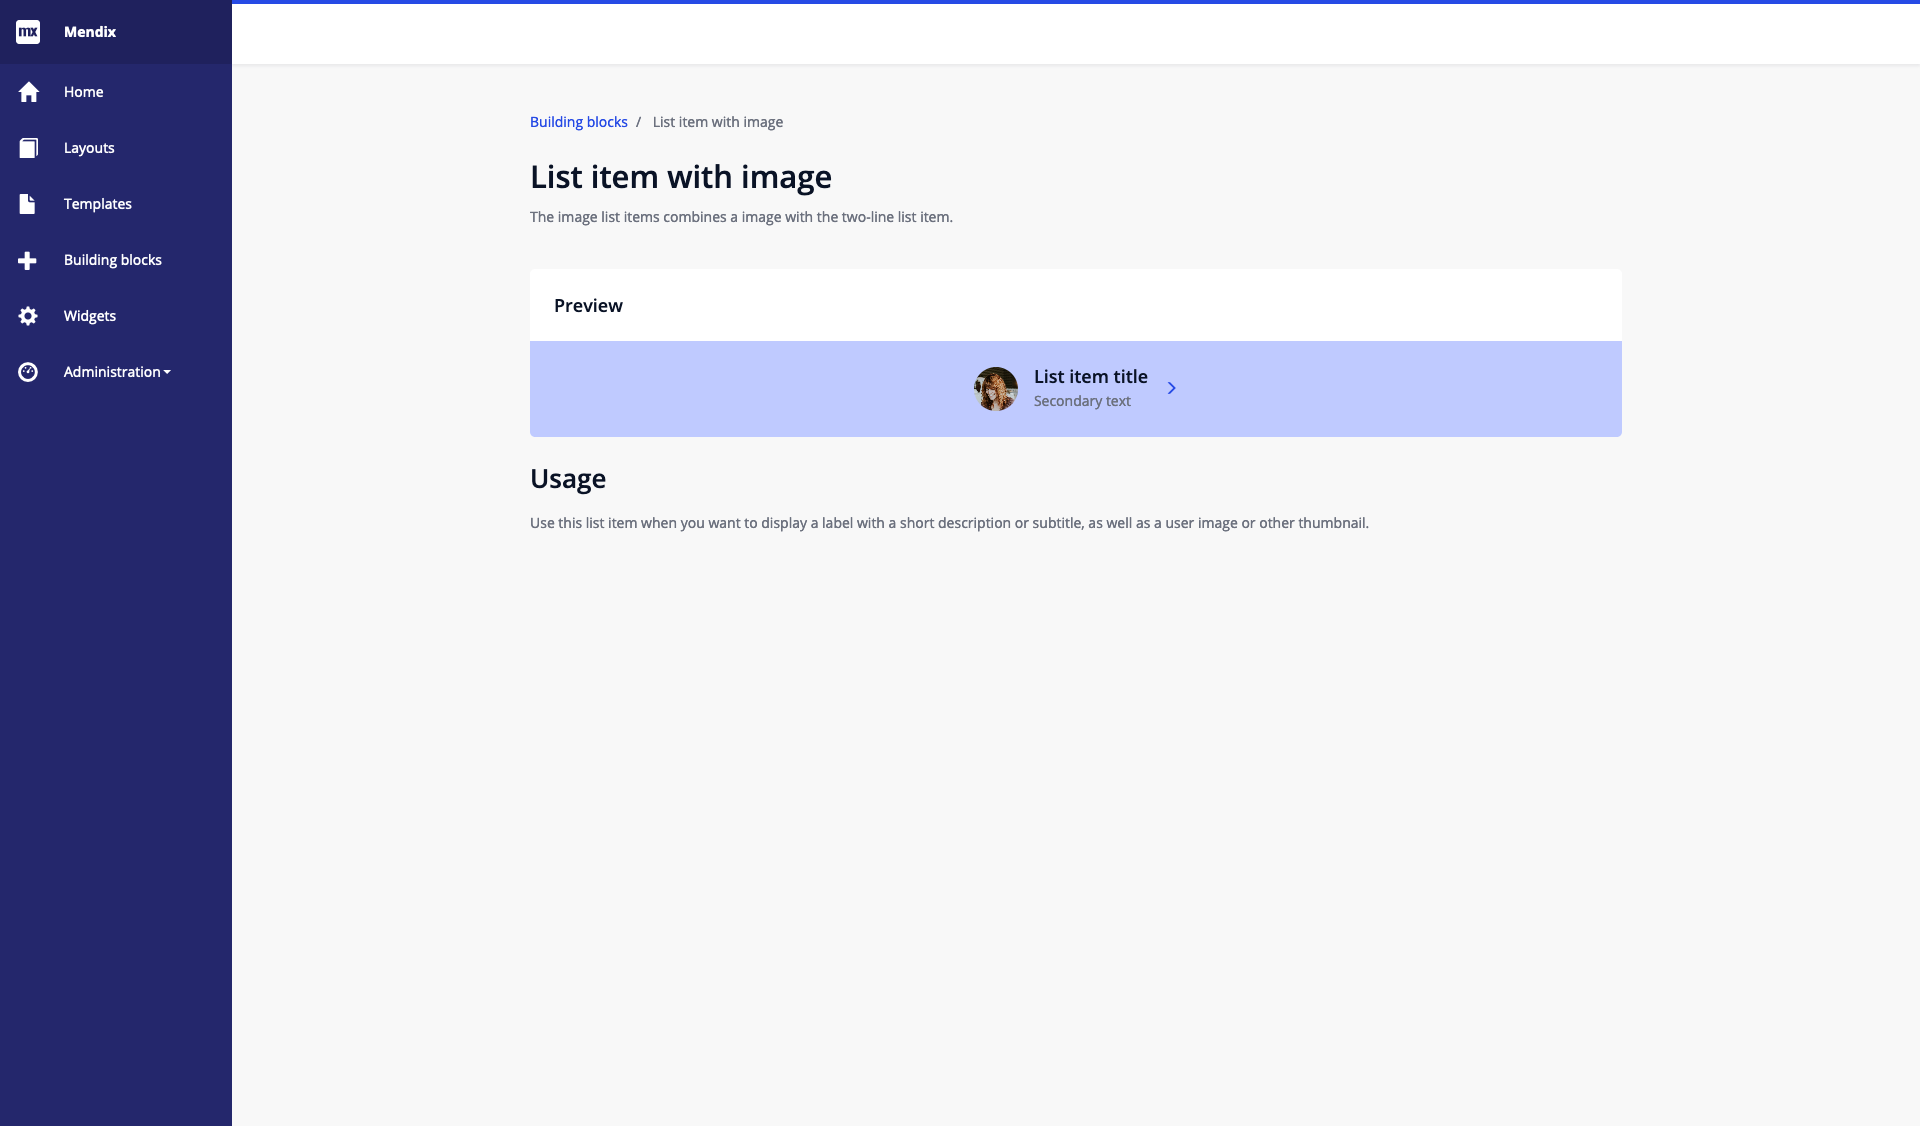 mx Mendix
Home
Layouts
Templates
Building blocks
Widgets
Administration
Building blocks / List item with image
List item with image
The image list items combines a image with the two-line list item.
Preview
List item title
Secondary text
Usage
Use this list item when you want to display a label with a short description or subtitle, as well as a user image or other thumbnail.